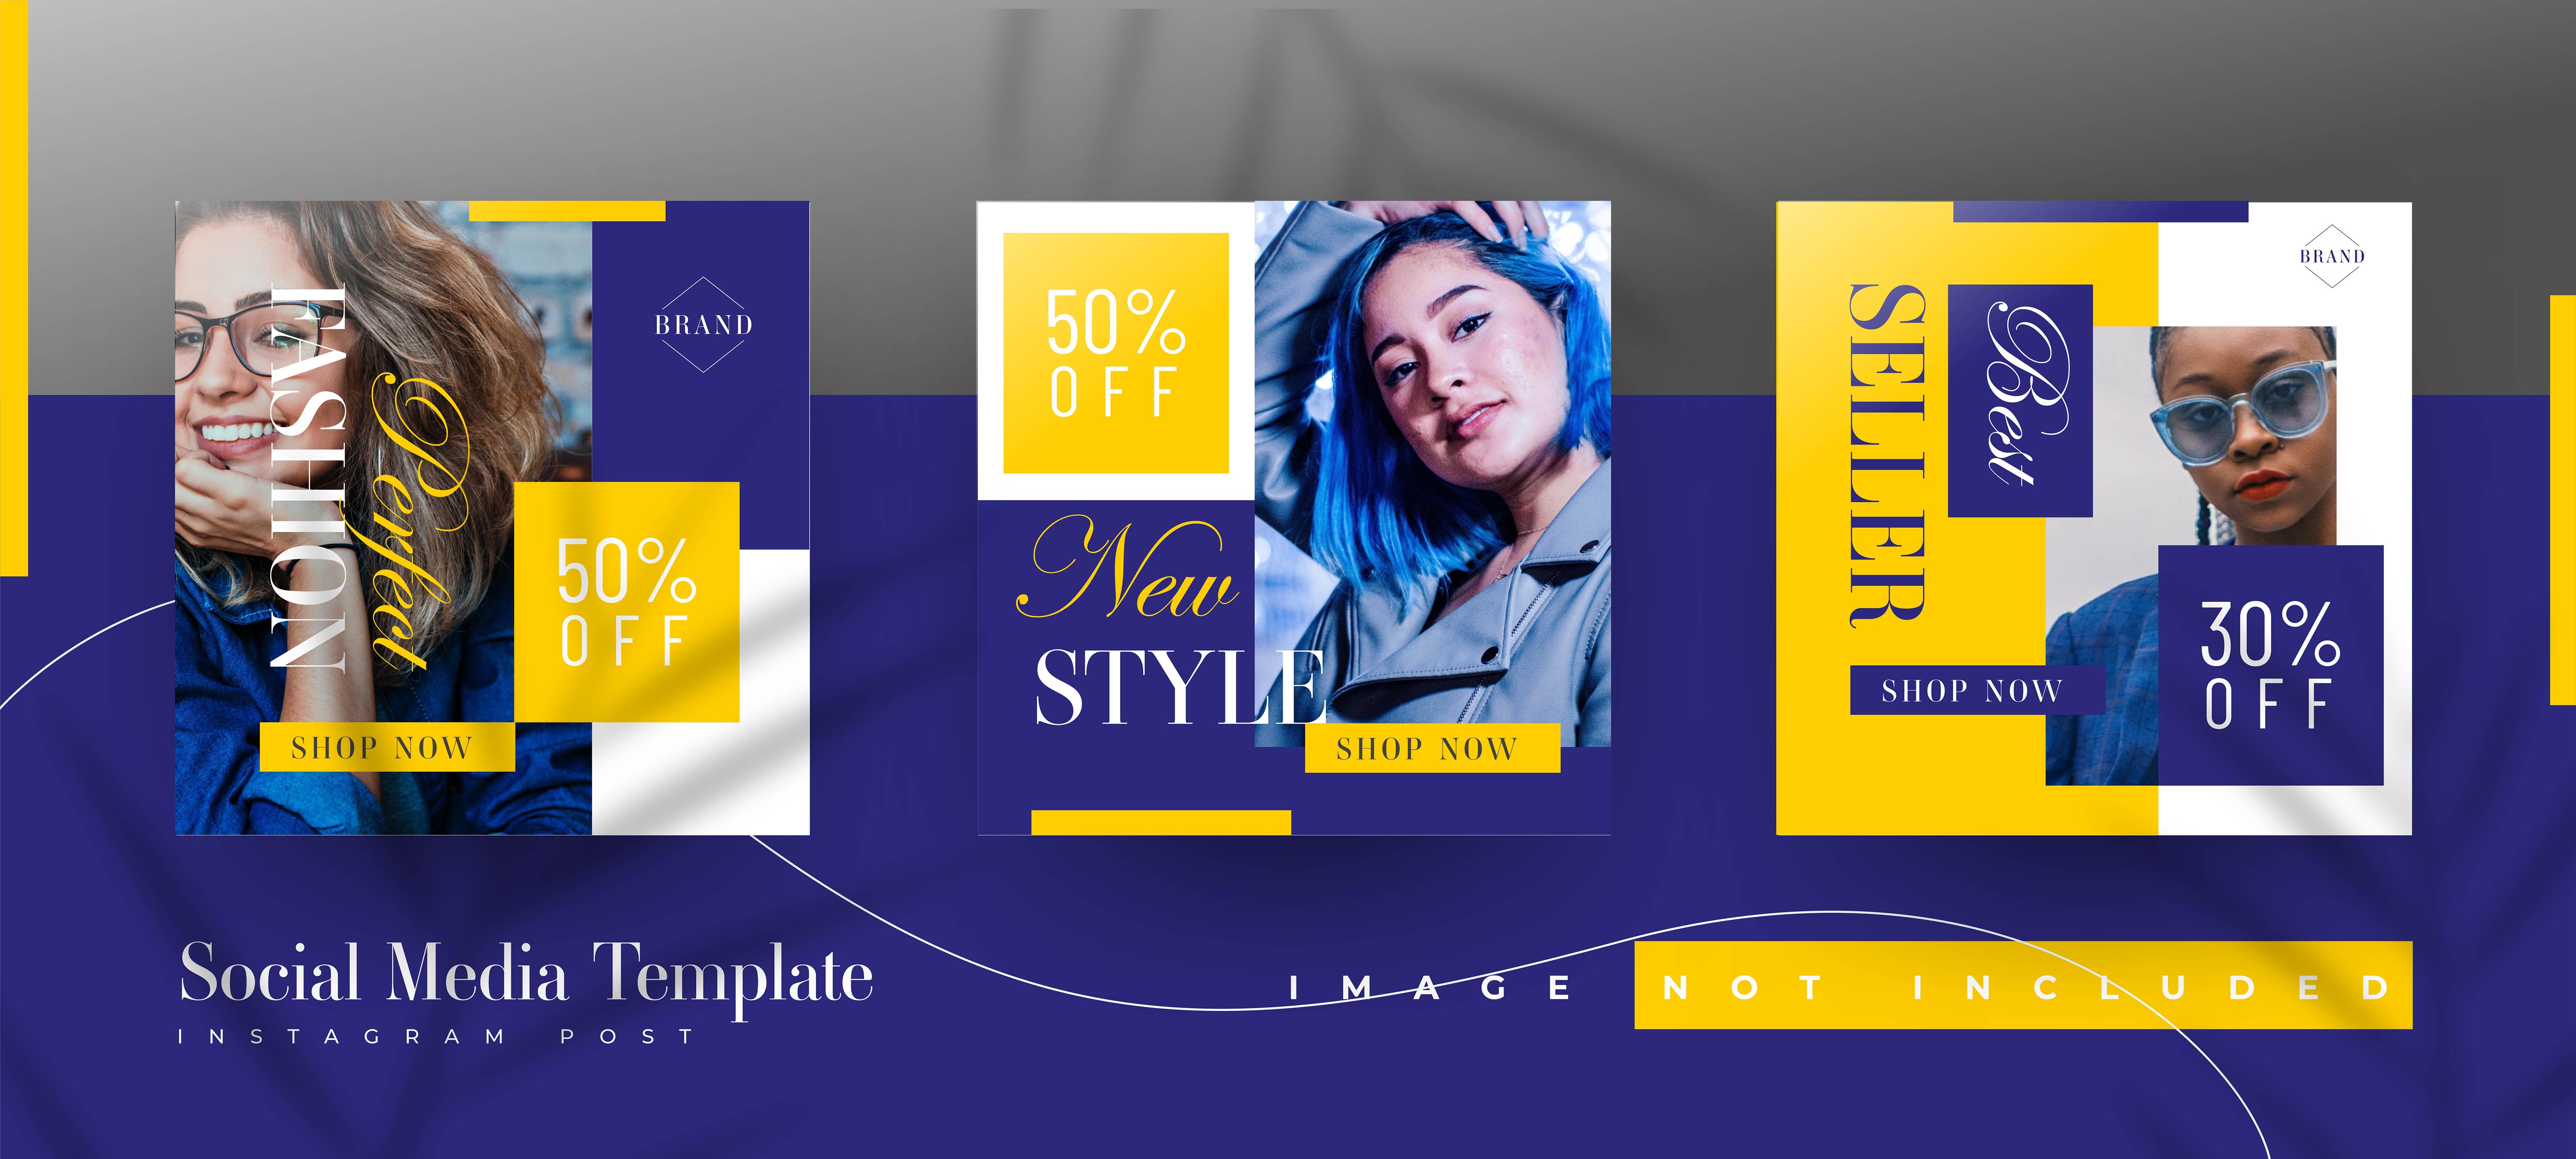 FASHION
Perfect
BRAND
50%
OFF
SHOP NOW
50%
OFF
New
STYLE
SHOP NOW
SELLER
Best
BRAND
30%
OFF
SHOP NOW
Social Media Template
INSTAGRAM POST
IMAGE NOT INCLUDED